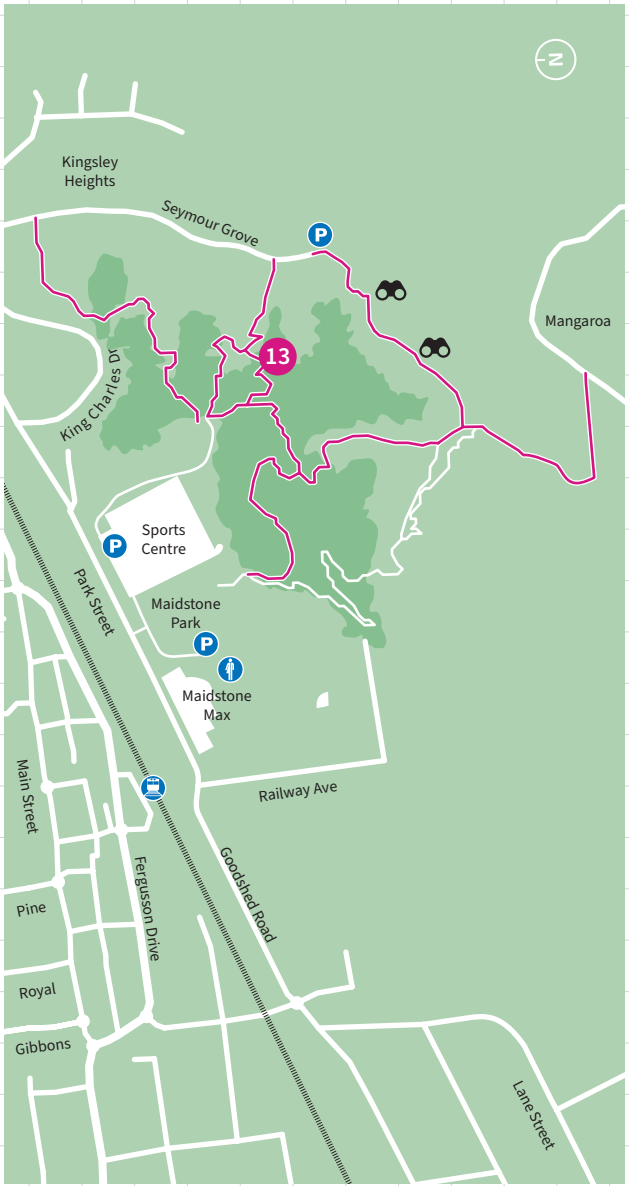 N
Kingsley
Heights
Seymour Grove
P
Mangaroa
13
King Charles Dr
Sports
Centre
P
Park Street
Maidstone
Park
P
Maidstone
Max
Main Street
Railway Ave
Fergusson Drive
Goodshed Road
Pine
Royal
Gibbons
Lane Street